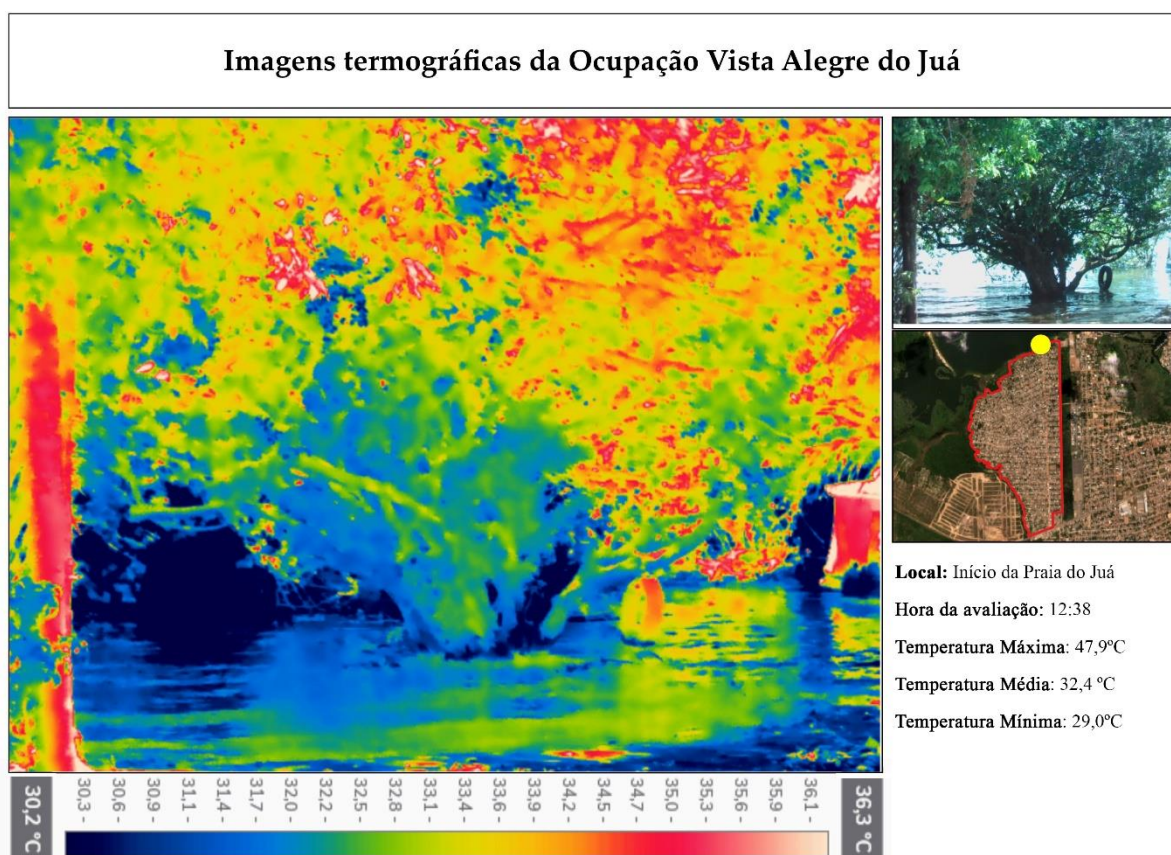 Imagens termográficas da Ocupação Vista Alegre do Juá
Local: Início da Praia do Juá
Hora da avaliação: 12:38
Temperatura Máxima: 47,9ºC
Temperatura Média: 32,4 ºC
Temperatura Mínima: 29,0ºC
30,2 °C
30,3 -
30,6 -
30,9 -
31,1 -
31,4 -
31,7 -
32,0 -
32,2 -
32,5 -
32,8 -
33,1 -
33,4 -
33,6 -
33,9 -
34,2 -
34,5 -
34,7 -
35,0 -
35,3 -
35,6 -
35,9 -
36,1 -
36,3 °C